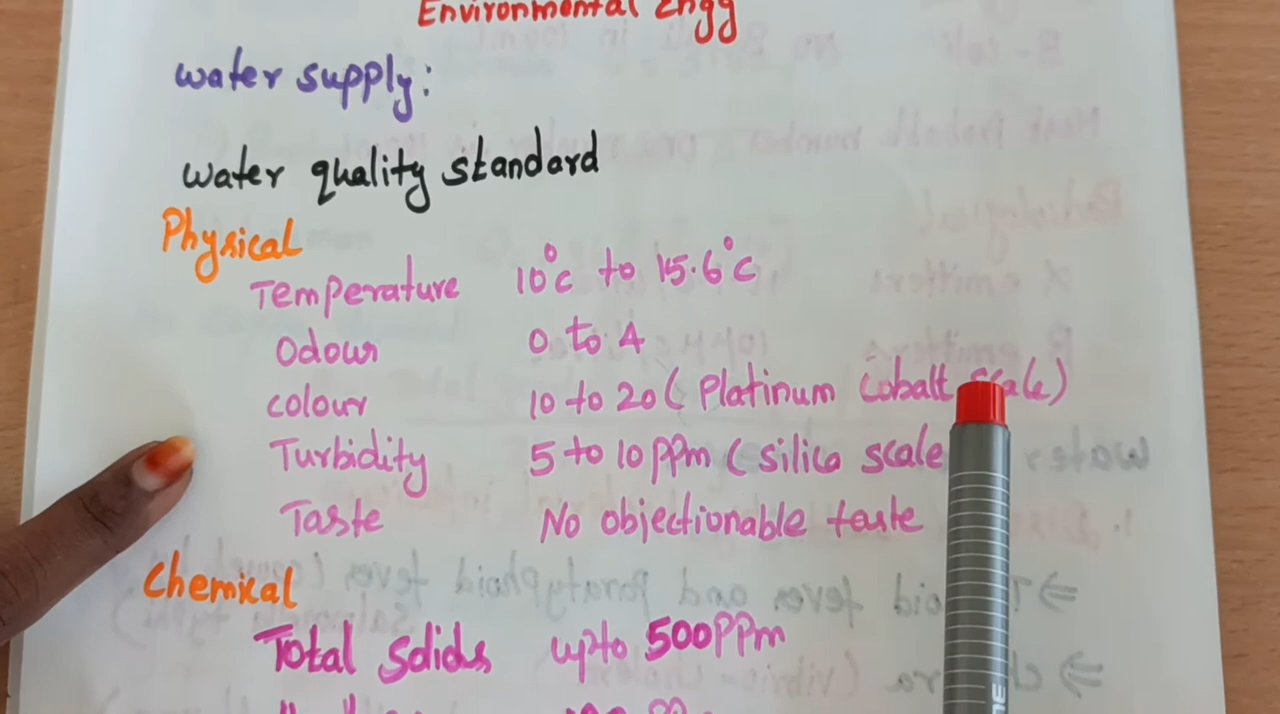 Environmental Engg
water supply:
water quality standard
Physical
Temperature 10°c to 15.6°c
Odour 0 to 4
colour 10 to 20 ( Platinum Cobalt scale)
Turbidity 5 to 10 ppm ( silica scale
Taste No objectionable taste
Chemical
Total Solids upto 500PPm